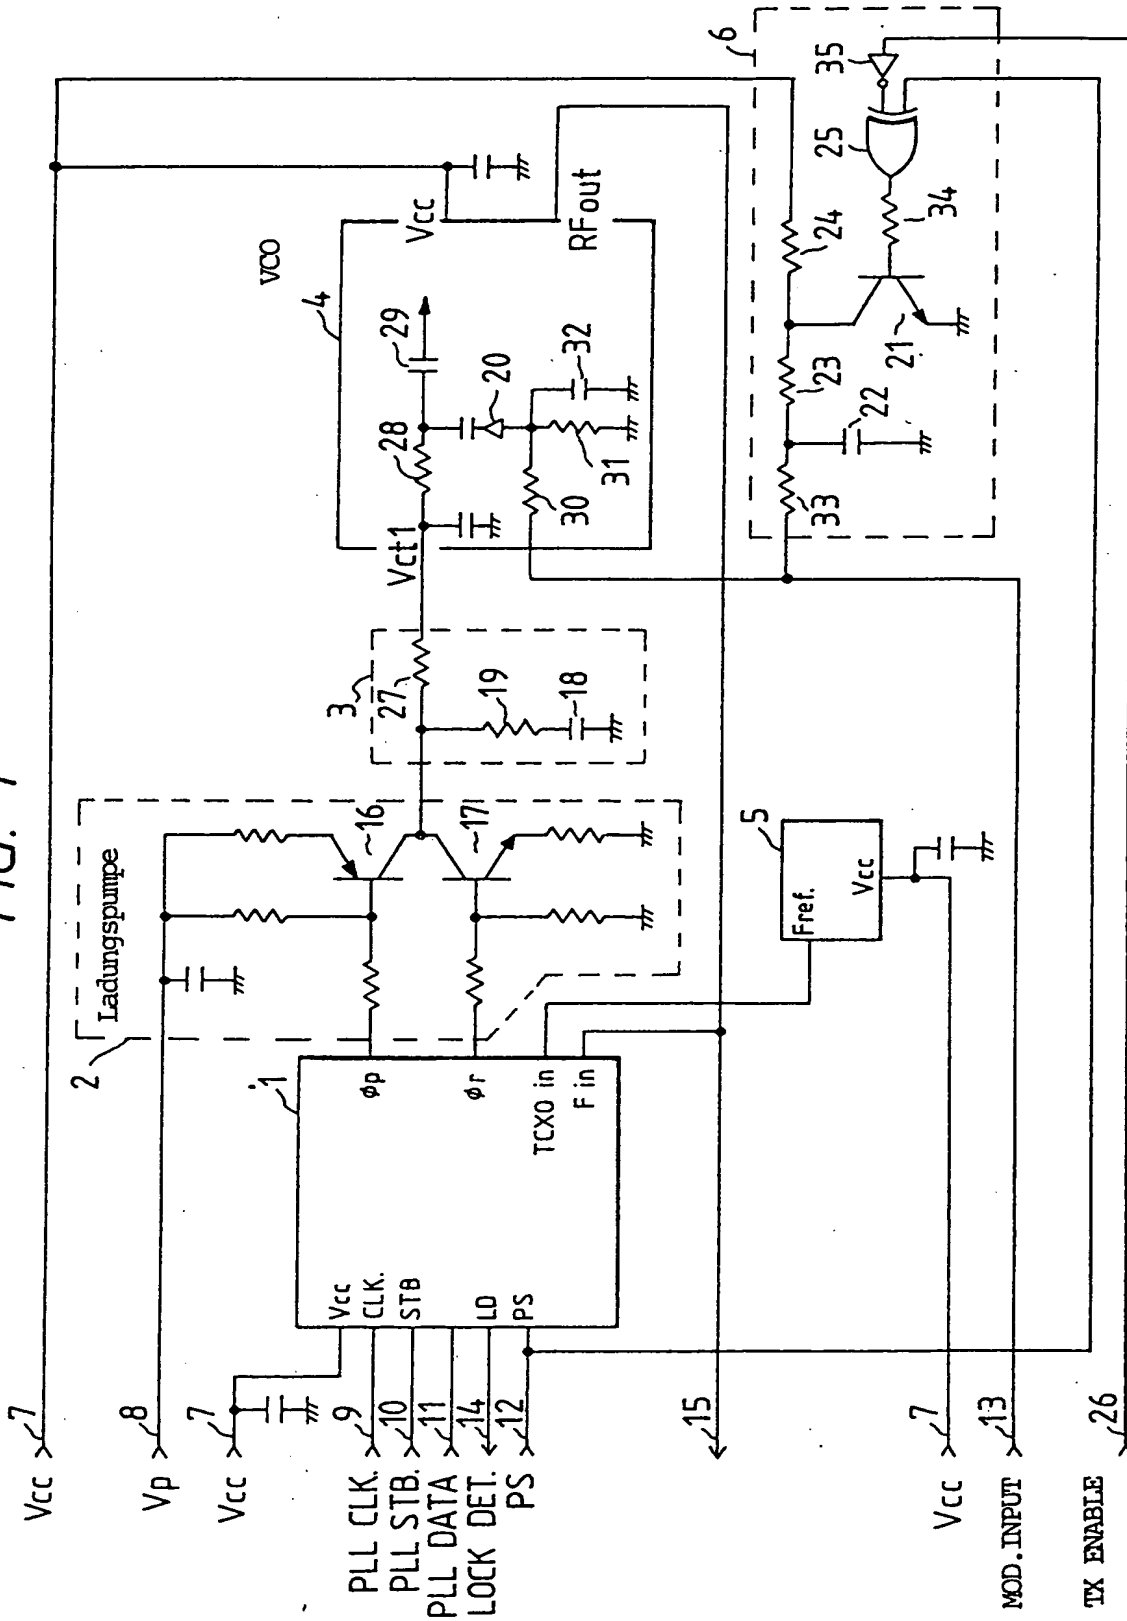 Vcc 7
Vp 8
Vcc 7
PLL CLK. 9
PLL STB. 10
PLL DATA 11
LOCK DET. 14
PS 12
15
Vcc 7
MOD. INPUT 13
TX ENABLE 26
1
Vcc
CLK.
STB
LD
PS
Φp
Φr
TCXO in
F in
2
Ladungspumpe
16
17
5
Fref.
Vcc
3
27
19
18
VCO
4
Vct1
28
29
20
30
31
32
Vcc
RFout
6
33
22
23
24
21
34
25
35